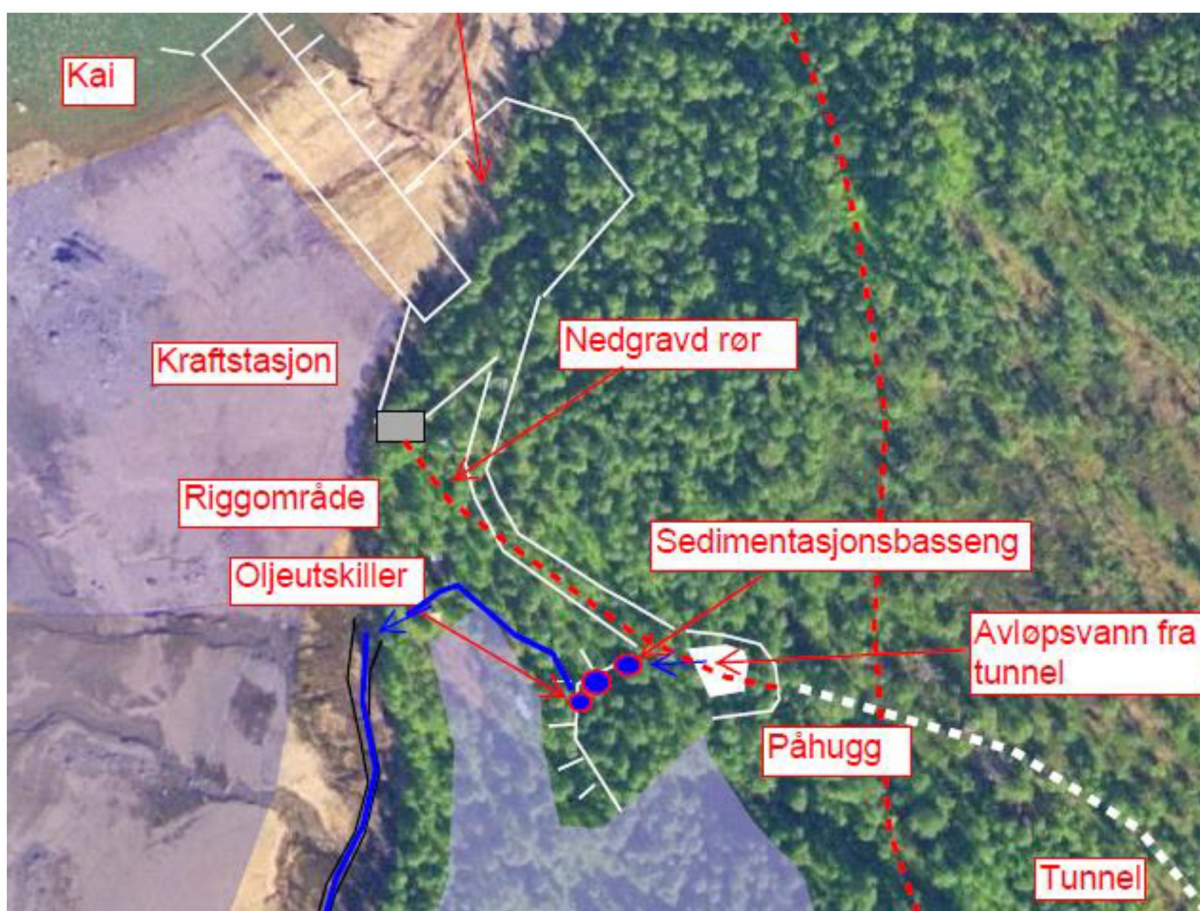 Kai
Nedgravd rør
Kraftstasjon
Riggområde
Sedimentasjonsbasseng
Oljeutskiller
Avløpsvann fra
tunnel
Påhugg
Tunnel